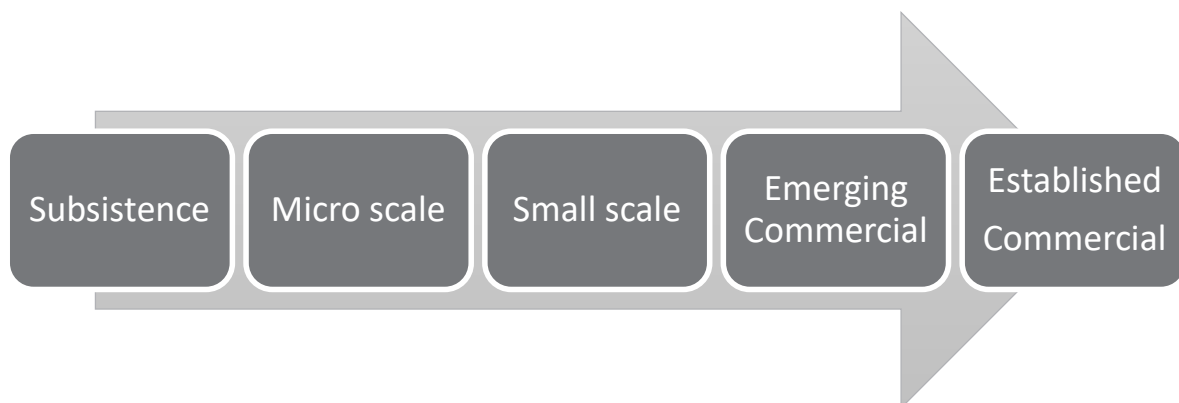 Subsistence
Micro scale
Small scale
Emerging
Commercial
Established
Commercial